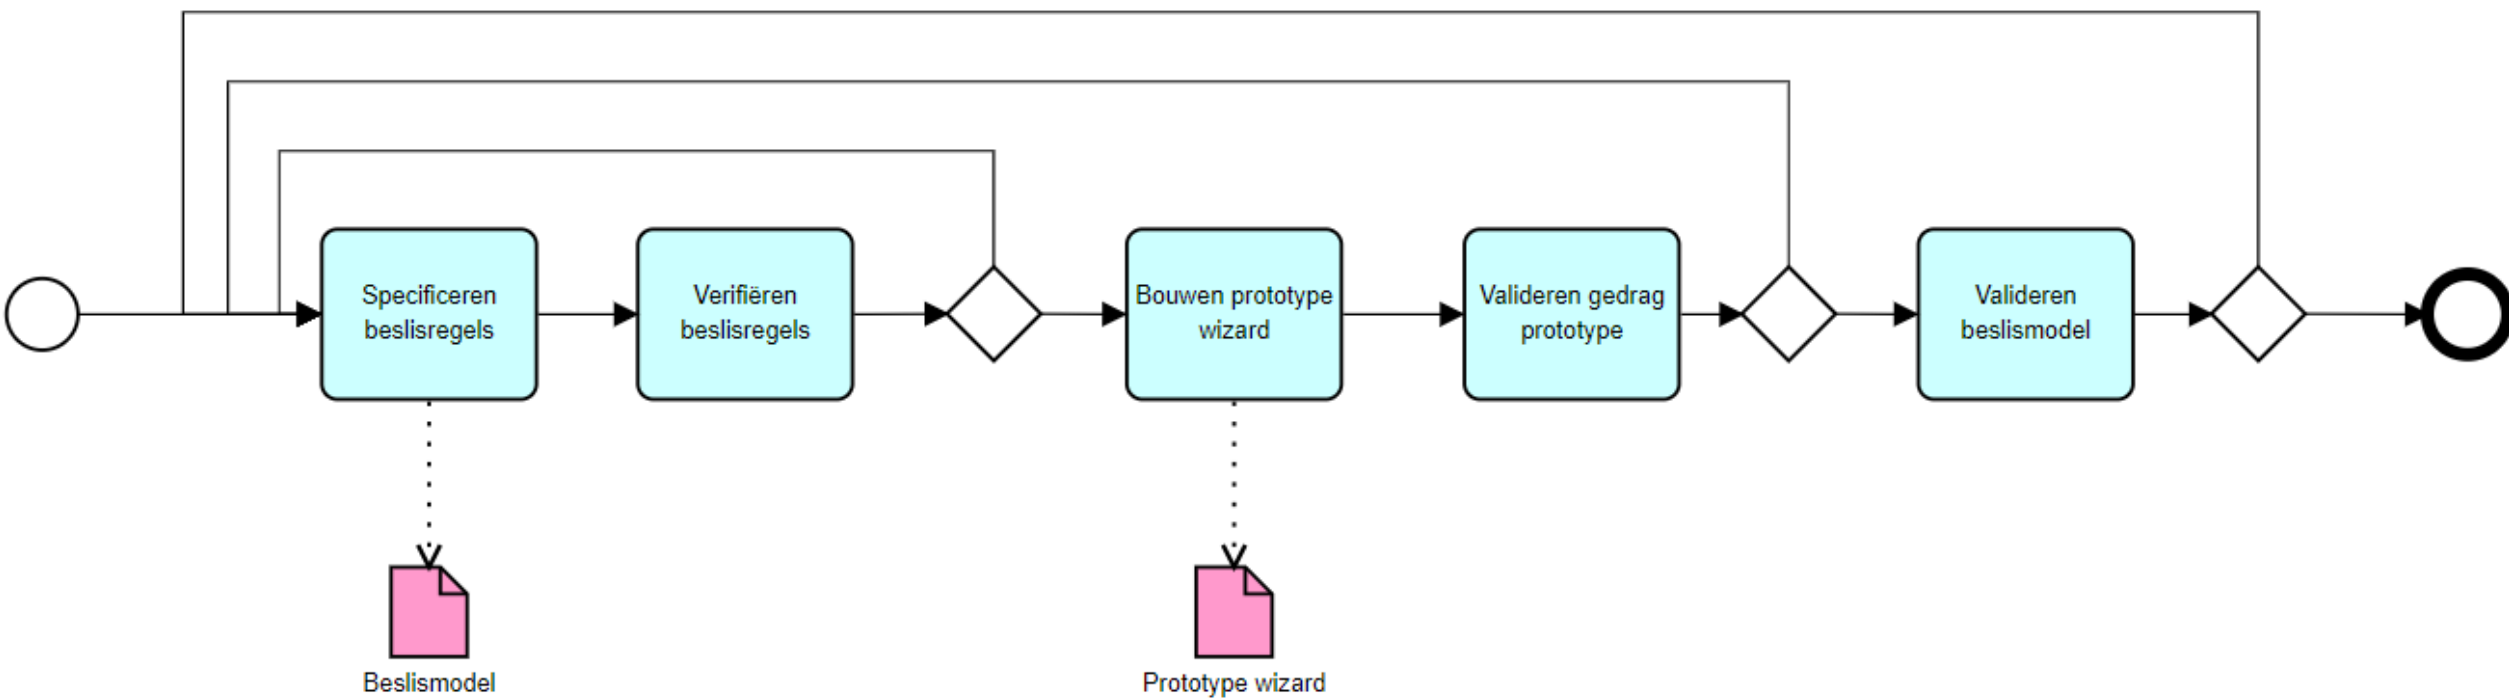 Specificeren
beslisregels
Verifiëren
beslisregels
Bouwen prototype
wizard
Valideren gedrag
prototype
Valideren
beslismodel
Beslismodel
Prototype wizard